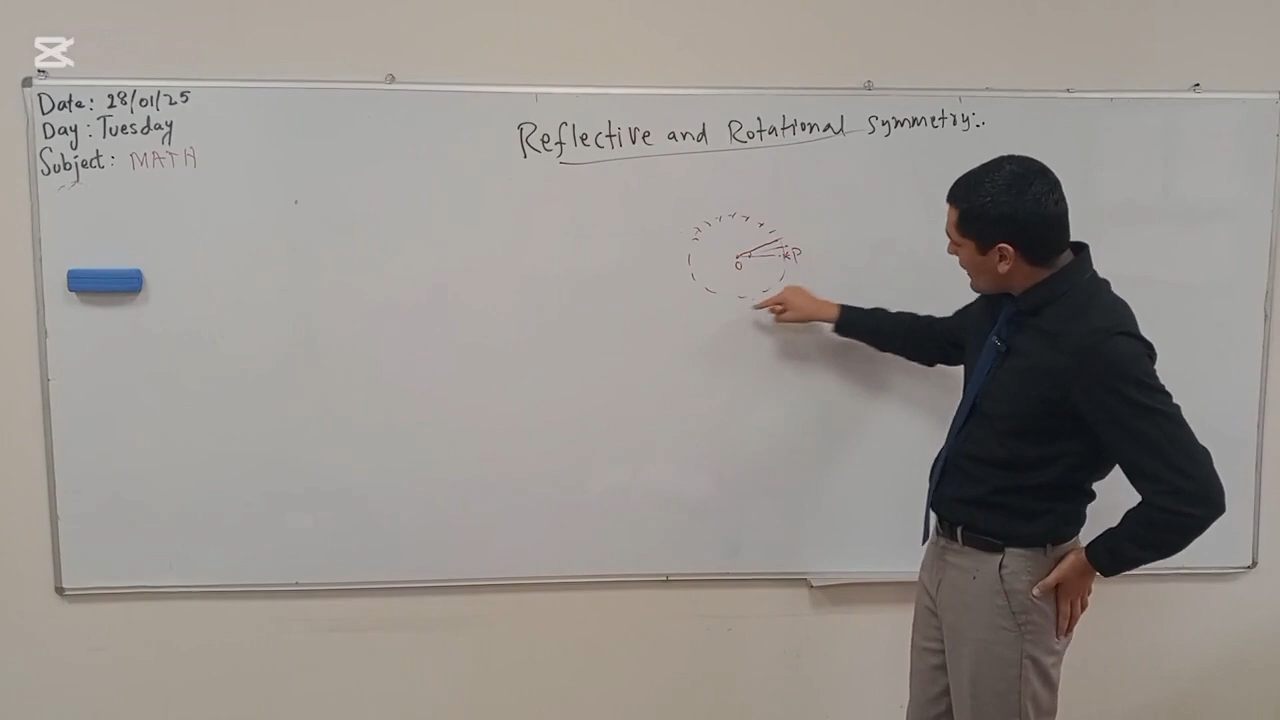 Date: 28/01/25
Day: Tuesday
Subject: MATH
Reflective and Rotational Symmetry:.
O
P